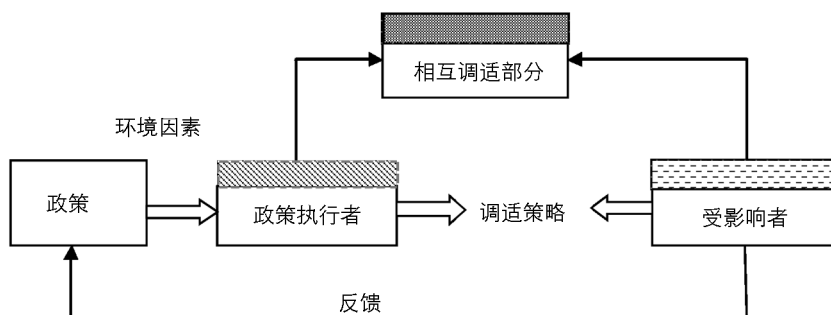 相互调适部分
环境因素
政策
政策执行者
调适策略
受影响者
反馈